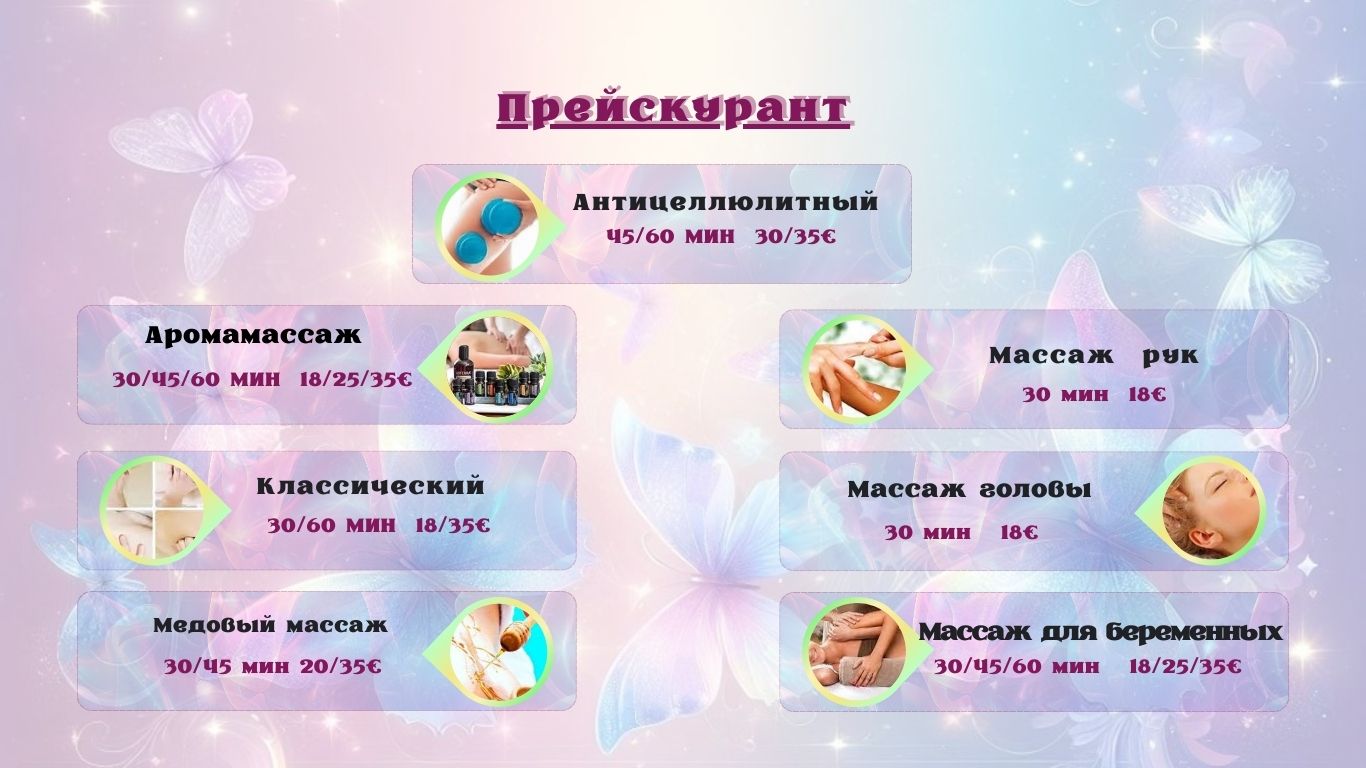 Прейскурант
Антицеллюлитный
45/60 МИН 30/35€
Аромамассаж
30/45/60 МИН 18/25/35€
Массаж рук
30 мин 18€
Классический
30/60 МИН 18/35€
Массаж головы
30 мин 18€
Медовый массаж
30/45 мин 20/35€
Массаж для беременных
30/45/60 мин 18/25/35€